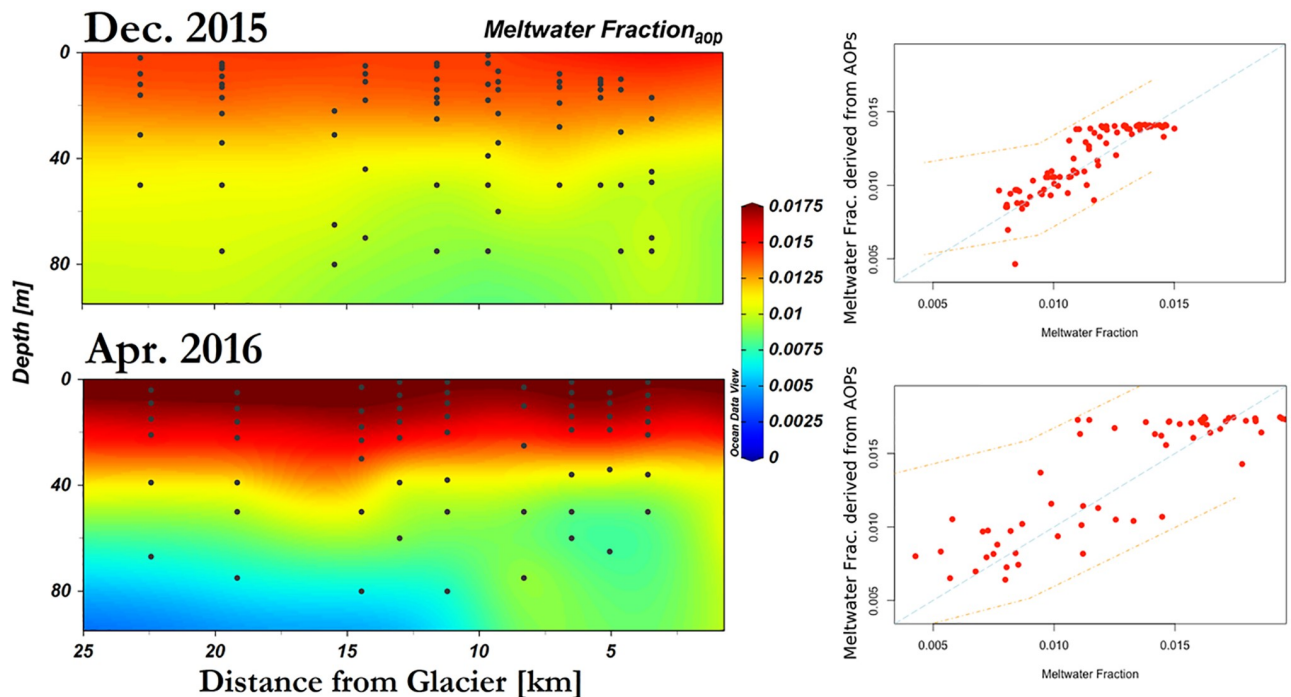 Dec. 2015
Meltwater Fraction_aop
0
40
80
Depth [m]
0.0175
0.015
0.0125
0.01
0.0075
0.005
0.0025
0
Ocean Data View
Apr. 2016
0
40
80
25 20 15 10 5
Distance from Glacier [km]
Meltwater Frac. derived from AOPs
0.015
0.010
0.005
0.005 0.010 0.015
Meltwater Fraction
Meltwater Frac. derived from AOPs
0.015
0.010
0.005
0.005 0.010 0.015
Meltwater Fraction